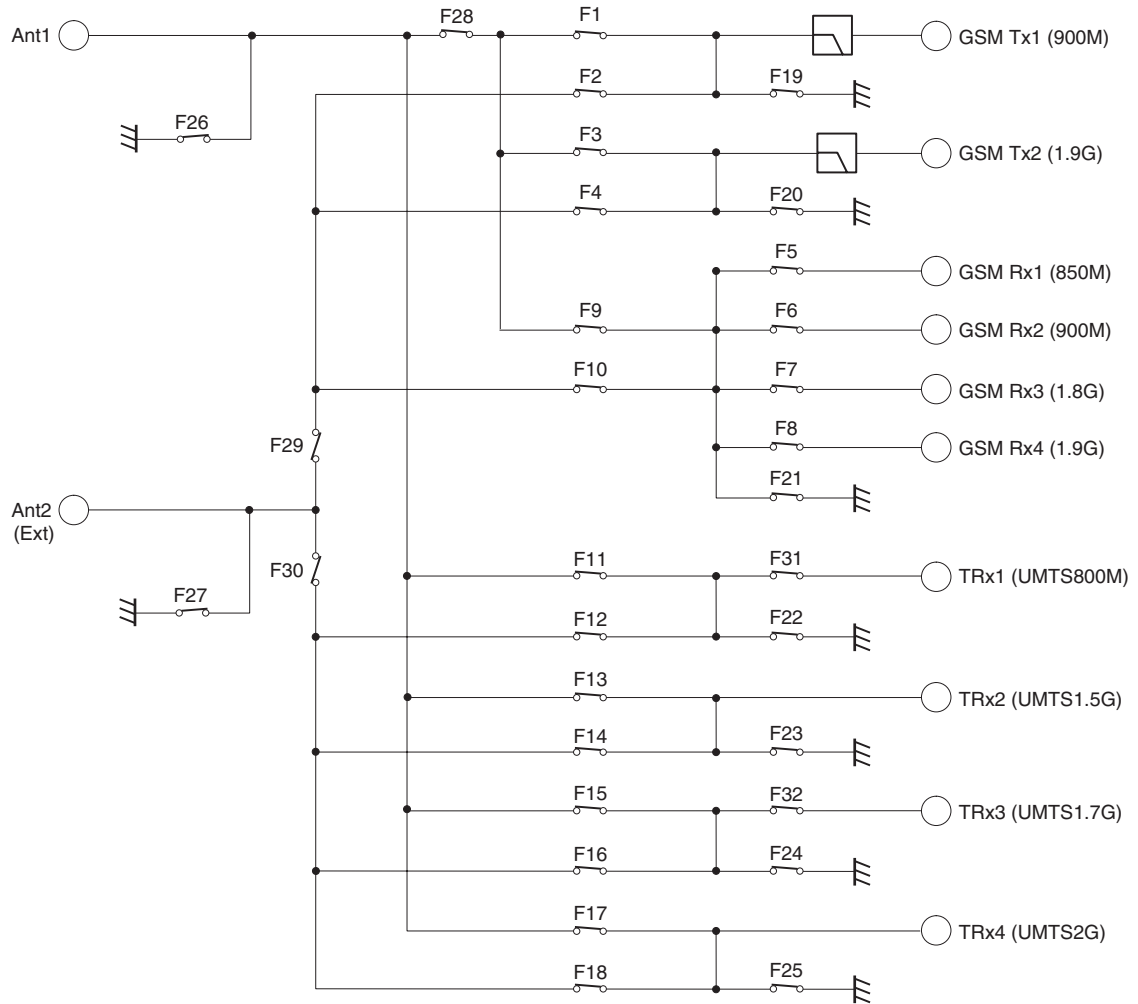 F1
F28
Ant1
GSM Tx1 (900M)
F2
F19
F26
F3
GSM Tx2 (1.9G)
F4
F20
F5
GSM Rx1 (850M)
F9
F6
GSM Rx2 (900M)
F10
F7
GSM Rx3 (1.8G)
F29
F8
GSM Rx4 (1.9G)
F21
Ant2
(Ext)
F30
F11
F31
TRx1 (UMTS800M)
F27
F12
F22
F13
TRx2 (UMTS1.5G)
F14
F23
F15
F32
TRx3 (UMTS1.7G)
F16
F24
F17
TRx4 (UMTS2G)
F18
F25